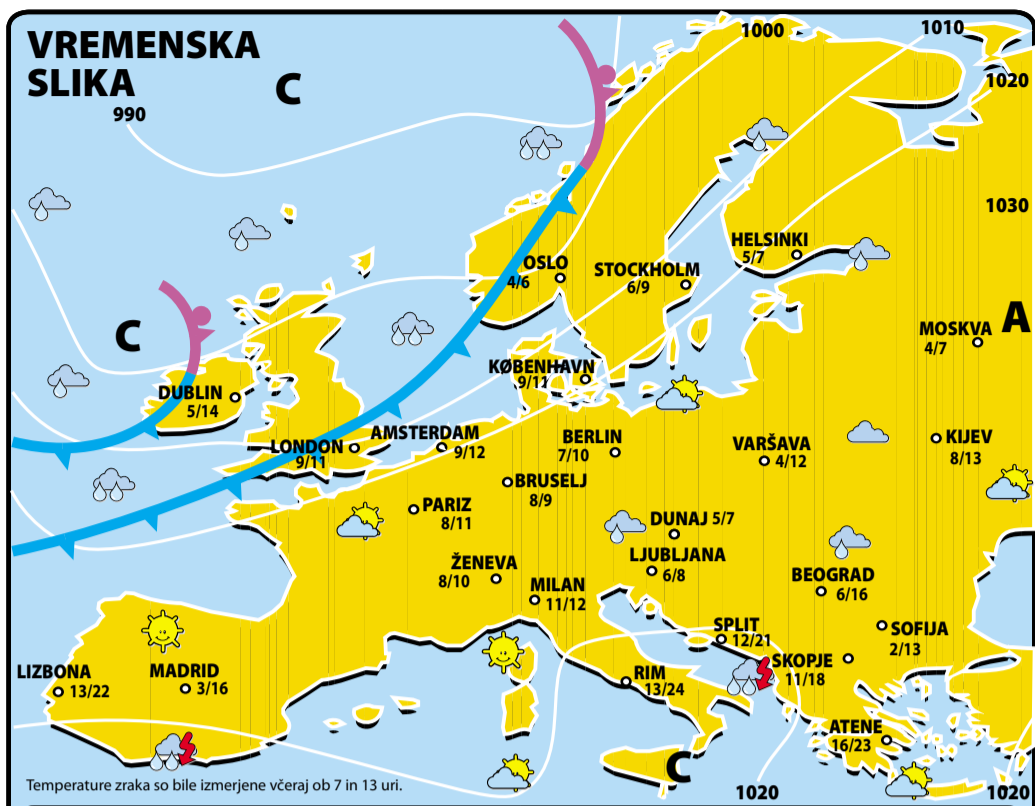 VREMENSKA
SLIKA
C
990
1000
1010
1020
1030
OSLO
4/6
STOCKHOLM
6/9
HELSINKI
5/7
A
MOSKVA
4/7
C
DUBLIN
5/14
KØBENHAVN
9/11
LONDON
9/11
AMSTERDAM
9/12
BERLIN
7/10
VARŠAVA
4/12
KIJEV
8/13
BRUSELJ
8/9
PARIZ
8/11
DUNAJ 5/7
LJUBLJANA
6/8
ŽENEVA
8/10
MILAN
11/12
BEOGRAD
6/16
SPLIT
12/21
SOFIJA
2/13
SKOPJE
11/18
LIZBONA
13/22
MADRID
3/16
RIM
13/24
ATENE
16/23
C
Temperature zraka so bile izmerjene včeraj ob 7 in 13 uri.
1020
1020